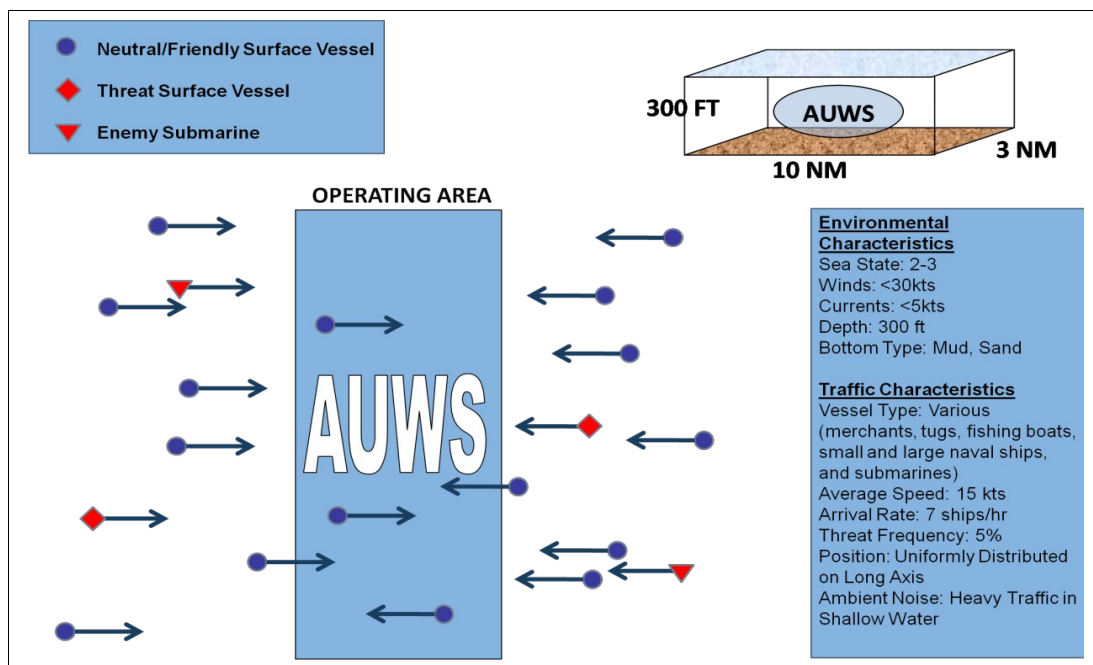 Neutral/Friendly Surface Vessel
Threat Surface Vessel
Enemy Submarine
300 FT
AUWS
3 NM
10 NM
OPERATING AREA
AUWS
Environmental
Characteristics
Sea State: 2-3
Winds: <30kts
Currents: <5kts
Depth: 300 ft
Bottom Type: Mud, Sand
Traffic Characteristics
Vessel Type: Various
(merchants, tugs, fishing boats,
small and large naval ships,
and submarines)
Average Speed: 15 kts
Arrival Rate: 7 ships/hr
Threat Frequency: 5%
Position: Uniformly Distributed
on Long Axis
Ambient Noise: Heavy Traffic in
Shallow Water